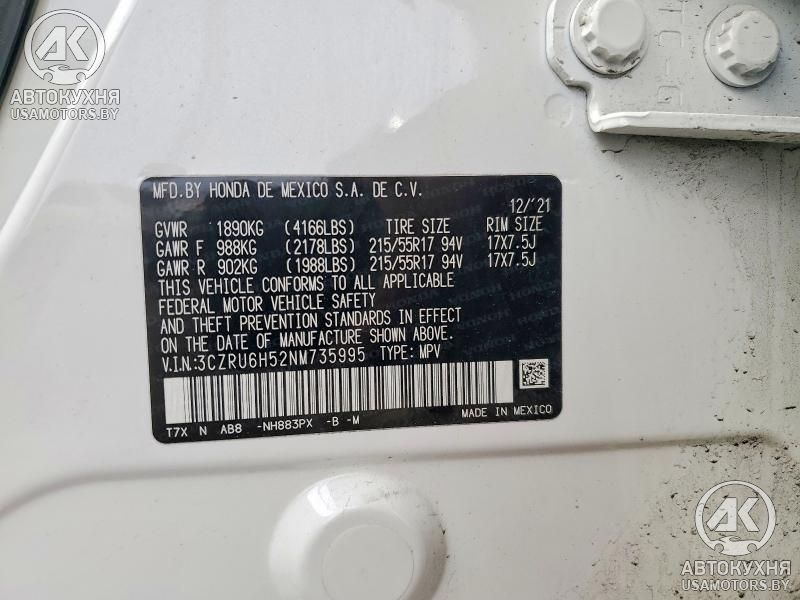 AK
АВТОКУХНЯ
USAMOTORS.BY
TC-G
MFD.BY HONDA DE MEXICO S.A. DE C.V.
12/'21
GVWR 1890KG (4166LBS) TIRE SIZE RIM SIZE
GAWR F 988KG (2178LBS) 215/55R17 94V 17X7.5J
GAWR R 902KG (1988LBS) 215/55R17 94V 17X7.5J
THIS VEHICLE CONFORMS TO ALL APPLICABLE
FEDERAL MOTOR VEHICLE SAFETY
AND THEFT PREVENTION STANDARDS IN EFFECT
ON THE DATE OF MANUFACTURE SHOWN ABOVE.
V.I.N.:3CZRU6H52NM735995 TYPE: MPV
MADE IN MEXICO
T7X N AB8 -NH883PX -B -M
AK
АВТОКУХНЯ
USAMOTORS.BY